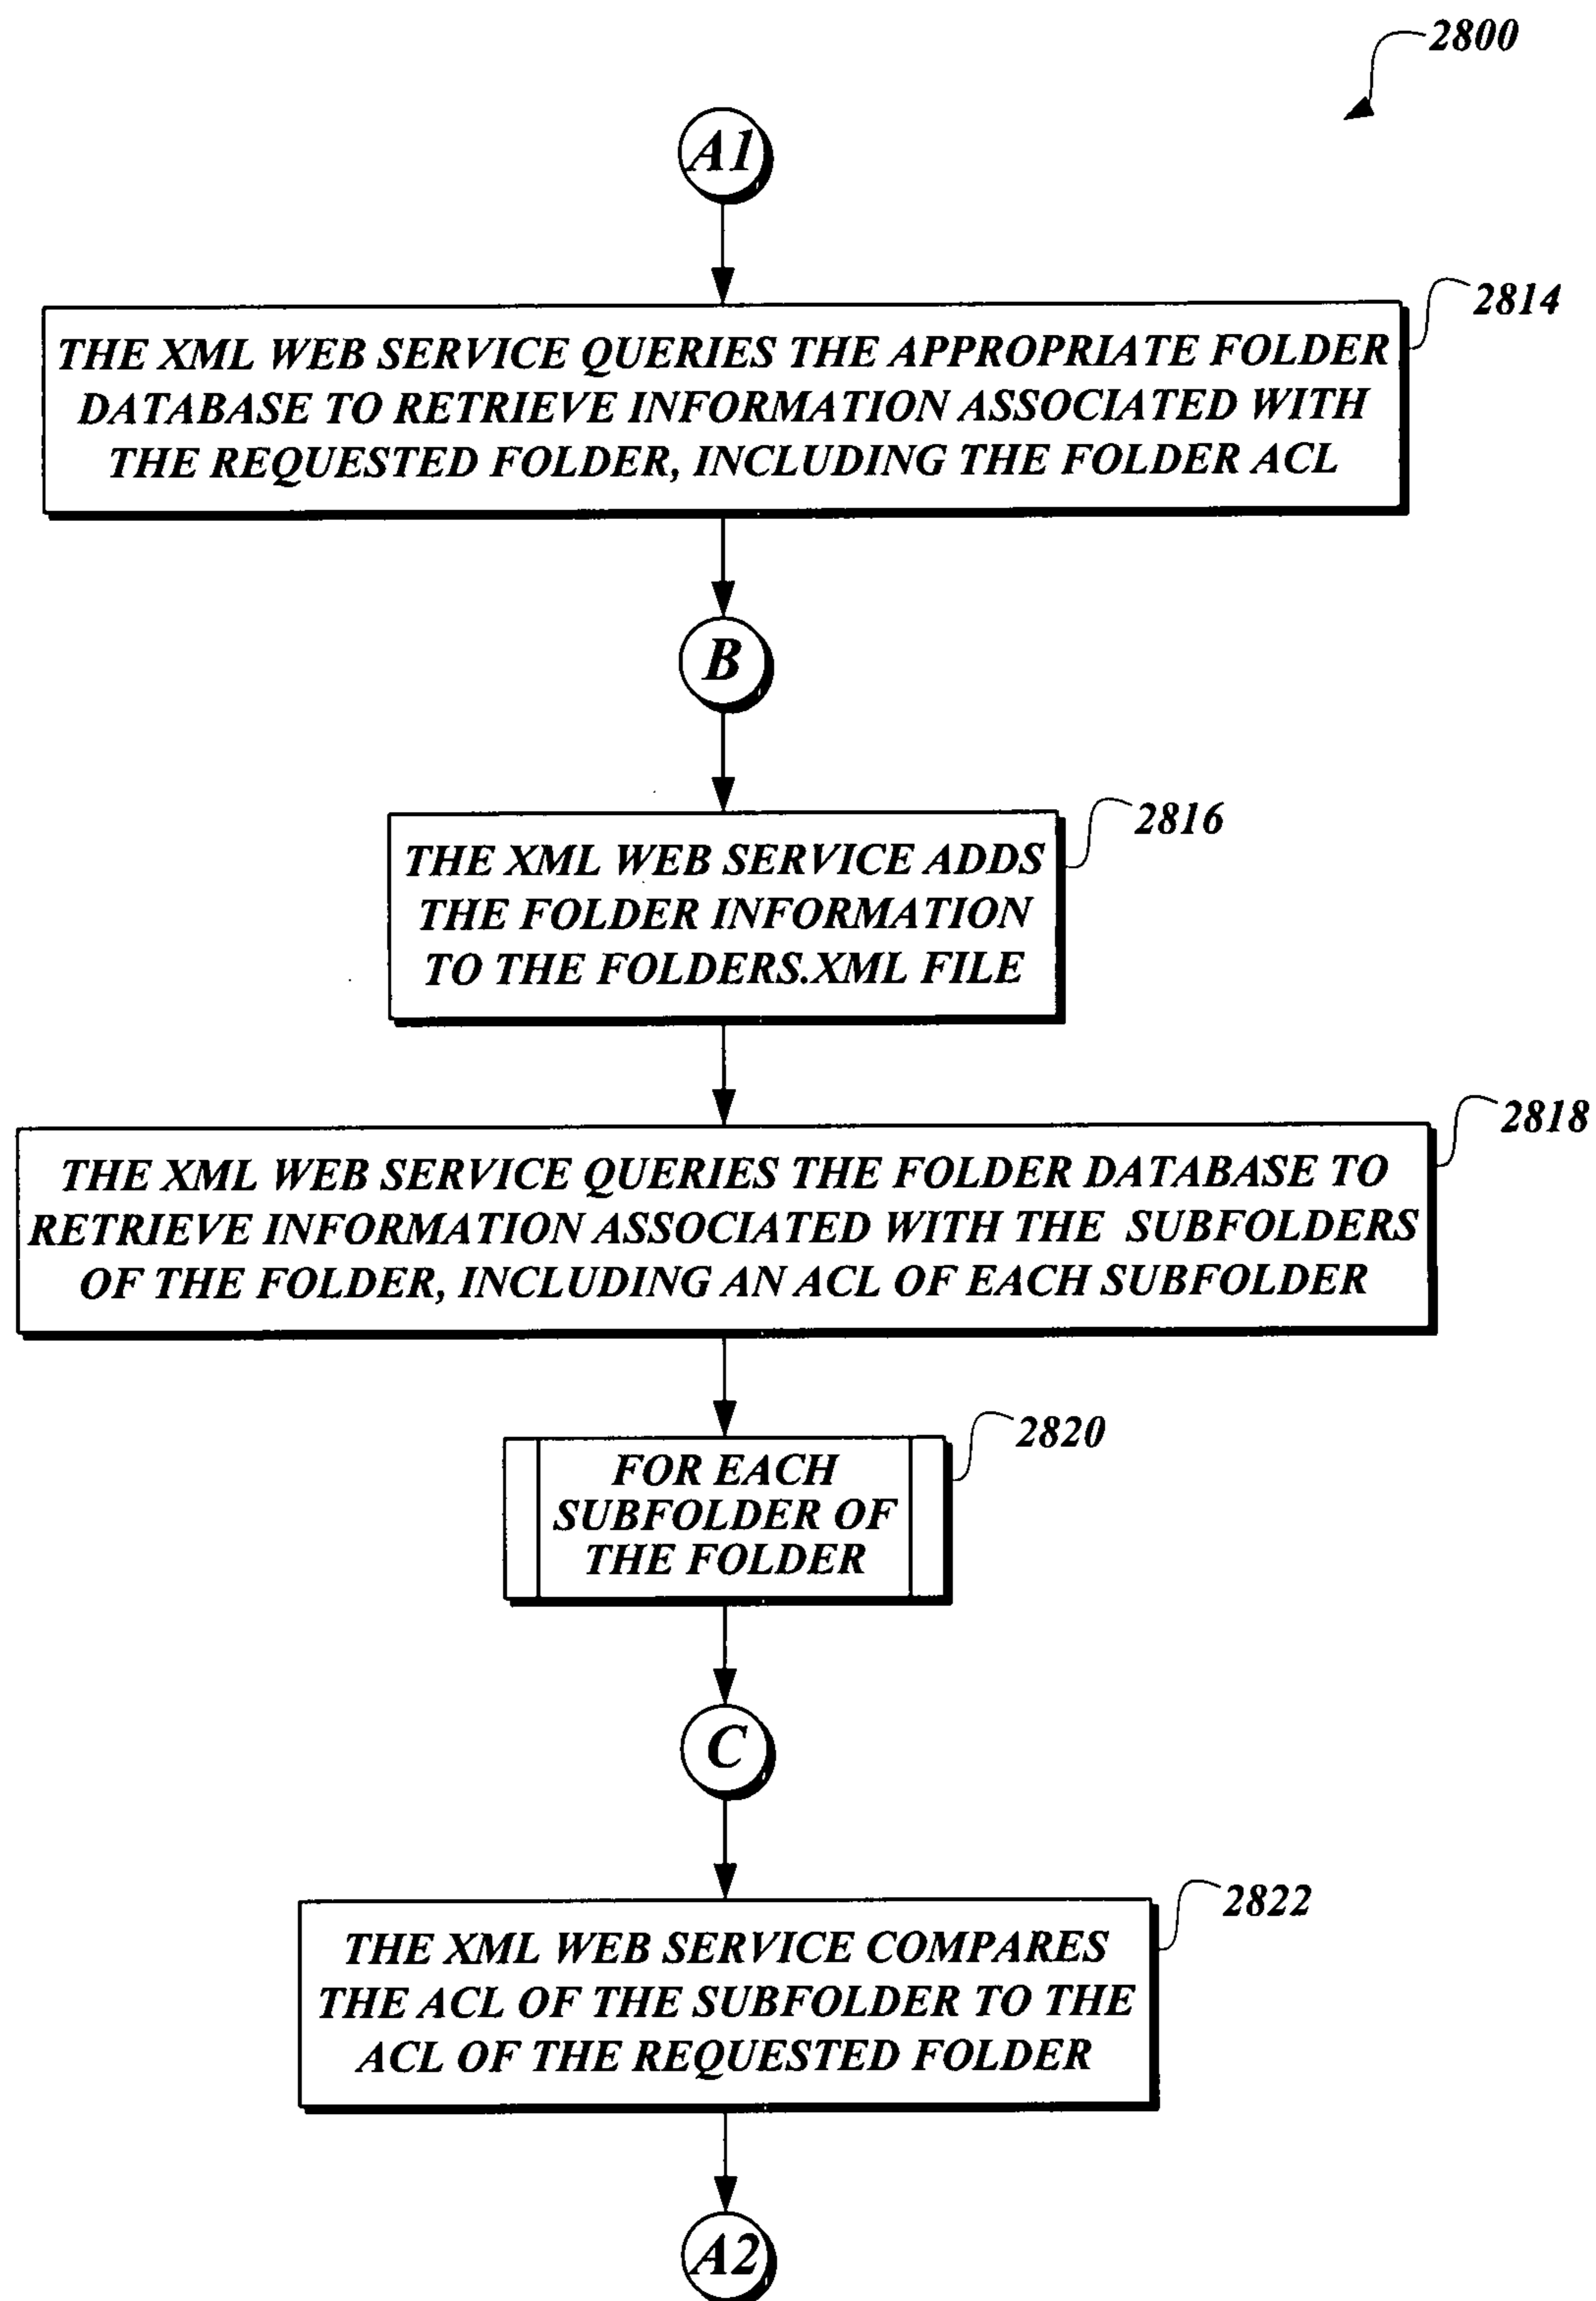 2800
A1
2814
THE XML WEB SERVICE QUERIES THE APPROPRIATE FOLDER
DATABASE TO RETRIEVE INFORMATION ASSOCIATED WITH
THE REQUESTED FOLDER, INCLUDING THE FOLDER ACL
B
2816
THE XML WEB SERVICE ADDS
THE FOLDER INFORMATION
TO THE FOLDERS.XML FILE
2818
THE XML WEB SERVICE QUERIES THE FOLDER DATABASE TO
RETRIEVE INFORMATION ASSOCIATED WITH THE SUBFOLDERS
OF THE FOLDER, INCLUDING AN ACL OF EACH SUBFOLDER
2820
FOR EACH
SUBFOLDER OF
THE FOLDER
C
2822
THE XML WEB SERVICE COMPARES
THE ACL OF THE SUBFOLDER TO THE
ACL OF THE REQUESTED FOLDER
A2